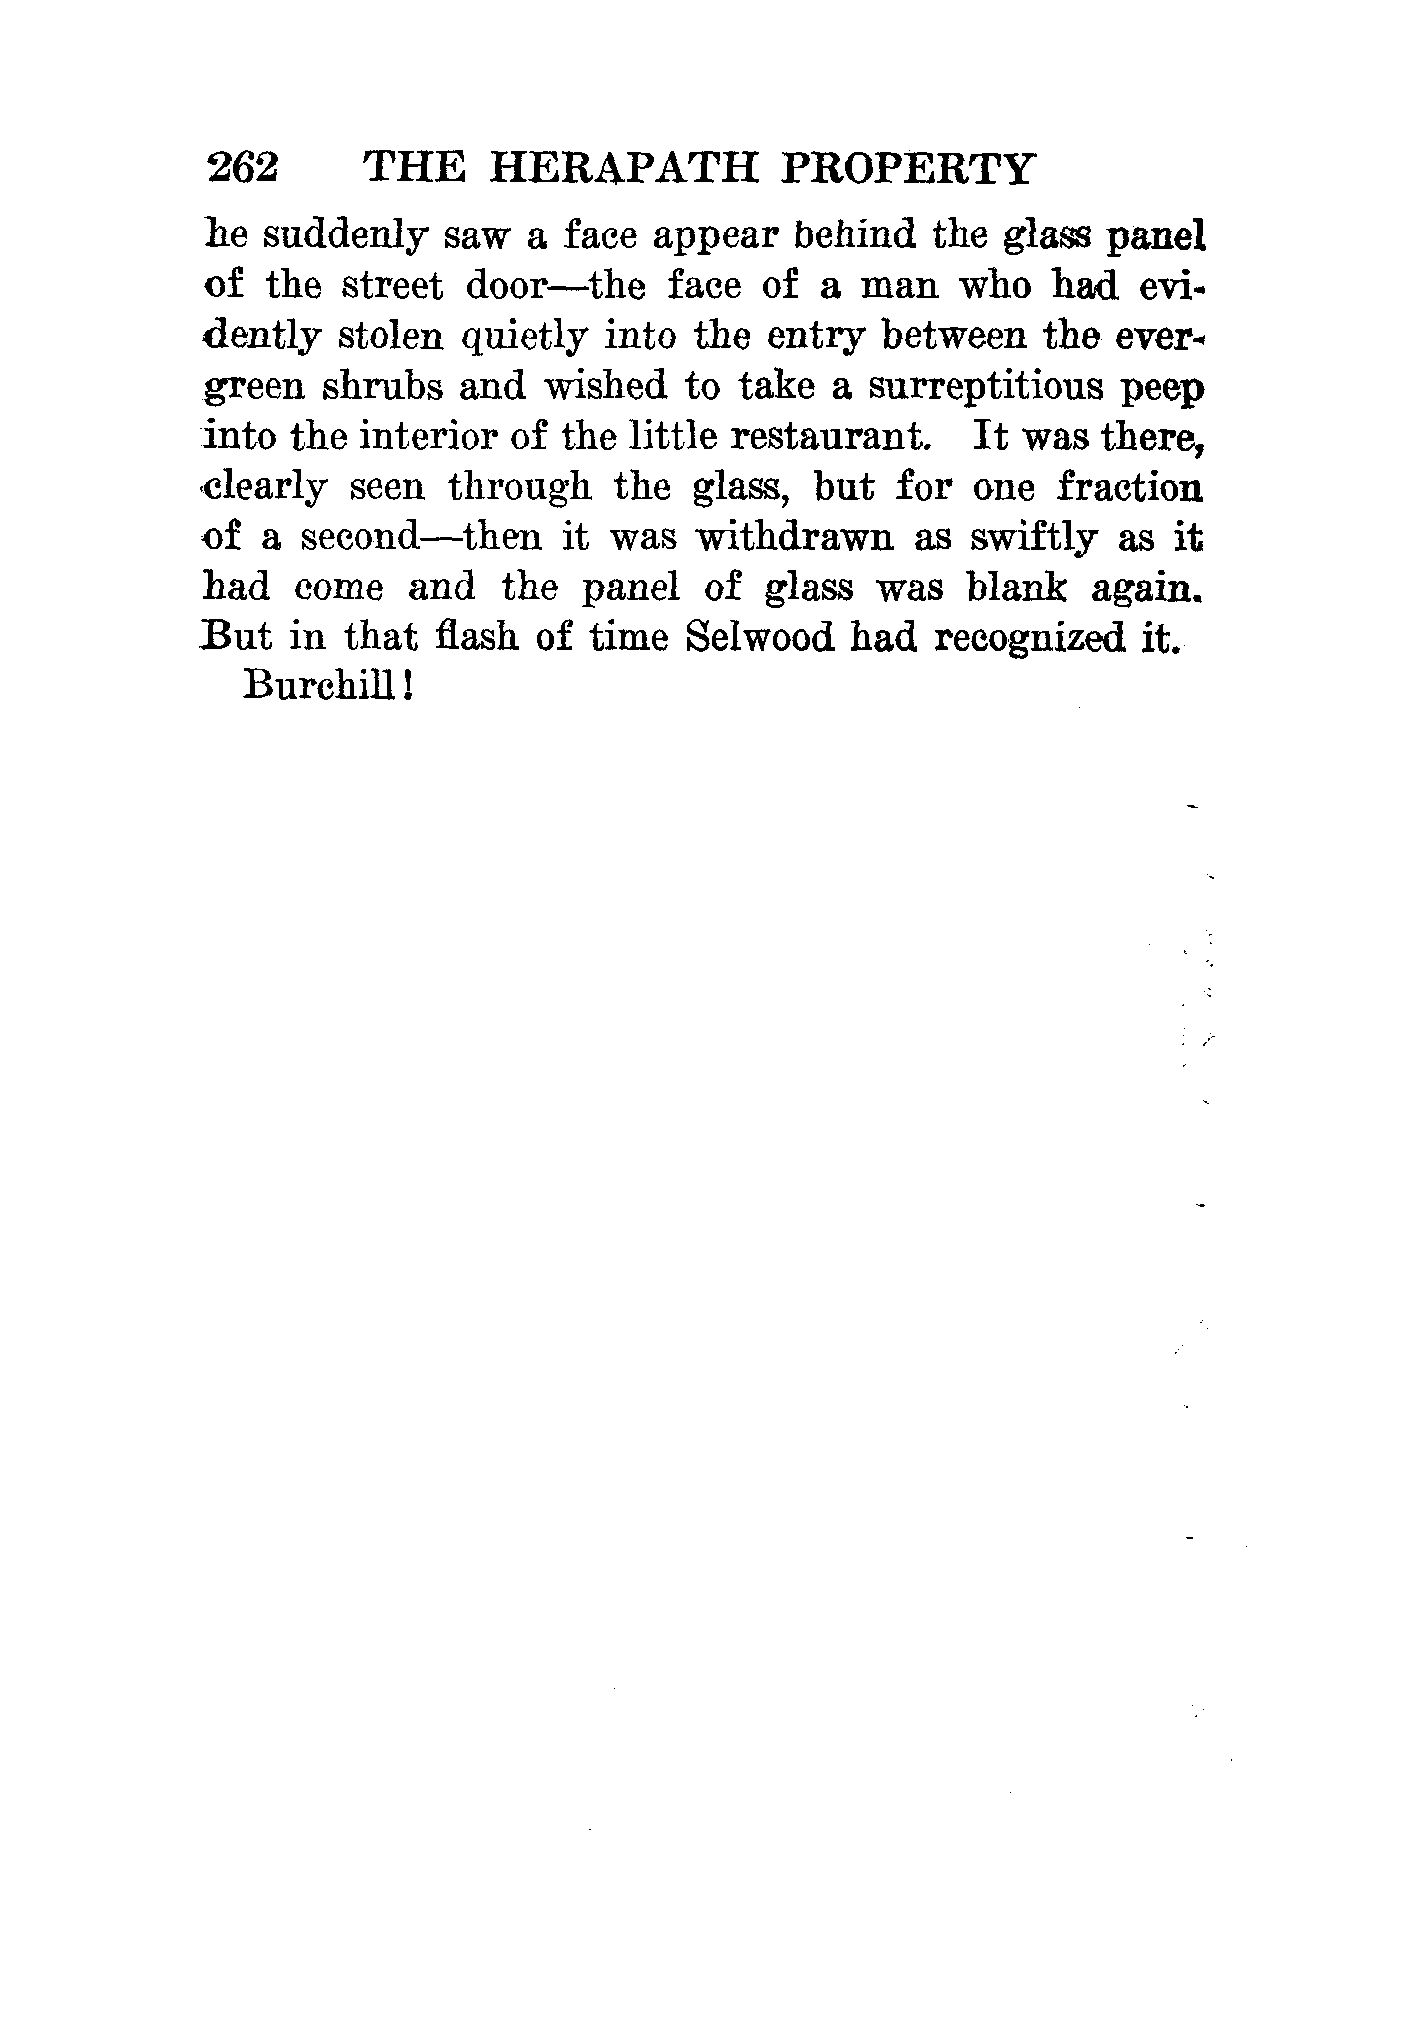 262 THE HERAPATH PROPERTY
he suddenly saw a face appear behind the glass panel
of the street door—the face of a man who had evi-
dently stolen quietly into the entry between the ever-
green shrubs and wished to take a surreptitious peep
into the interior of the little restaurant. It was there,
clearly seen through the glass, but for one fraction
of a second—then it was withdrawn as swiftly as it
had come and the panel of glass was blank again.
But in that flash of time Selwood had recognized it.
Burchill!